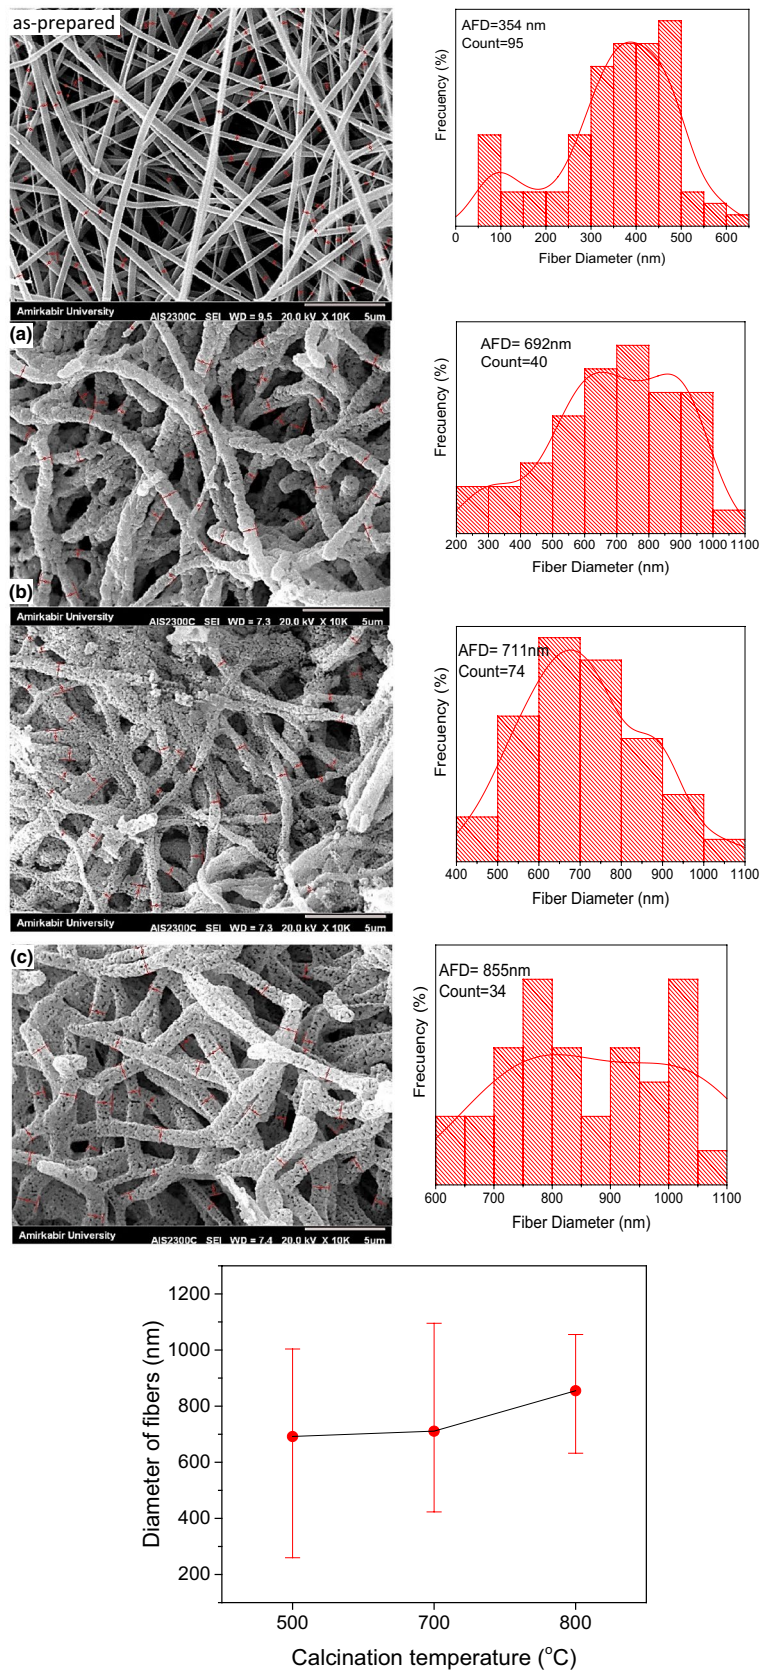 as-prepared
Amirkabir University AIS2300C SEI WD = 9.5 20.0 kV X 10K 5um
AFD=354 nm
Count=95
Frecuency (%)
0 100 200 300 400 500 600
Fiber Diameter (nm)
(a)
AIS2300C SEI WD = 7.3 20.0 kV X 10K 5um
AFD= 692nm
Count=40
Frecuency (%)
200 300 400 500 600 700 800 900 1000 1100
Fiber Diameter (nm)
(b)
Amirkabir University AIS2300C SEI WD = 7.3 20.0 kV X 10K 5um
AFD= 711nm
Count=74
Frecuency (%)
400 500 600 700 800 900 1000 1100
Fiber Diameter (nm)
(c)
Amirkabir University AIS2300C SEI WD = 7.4 20.0 kV X 10K 5um
AFD= 855nm
Count=34
Frecuency (%)
600 700 800 900 1000 1100
Fiber Diameter (nm)
Diameter of fibers (nm)
1200
1000
800
600
400
200
500 700 800
Calcination temperature (°C)